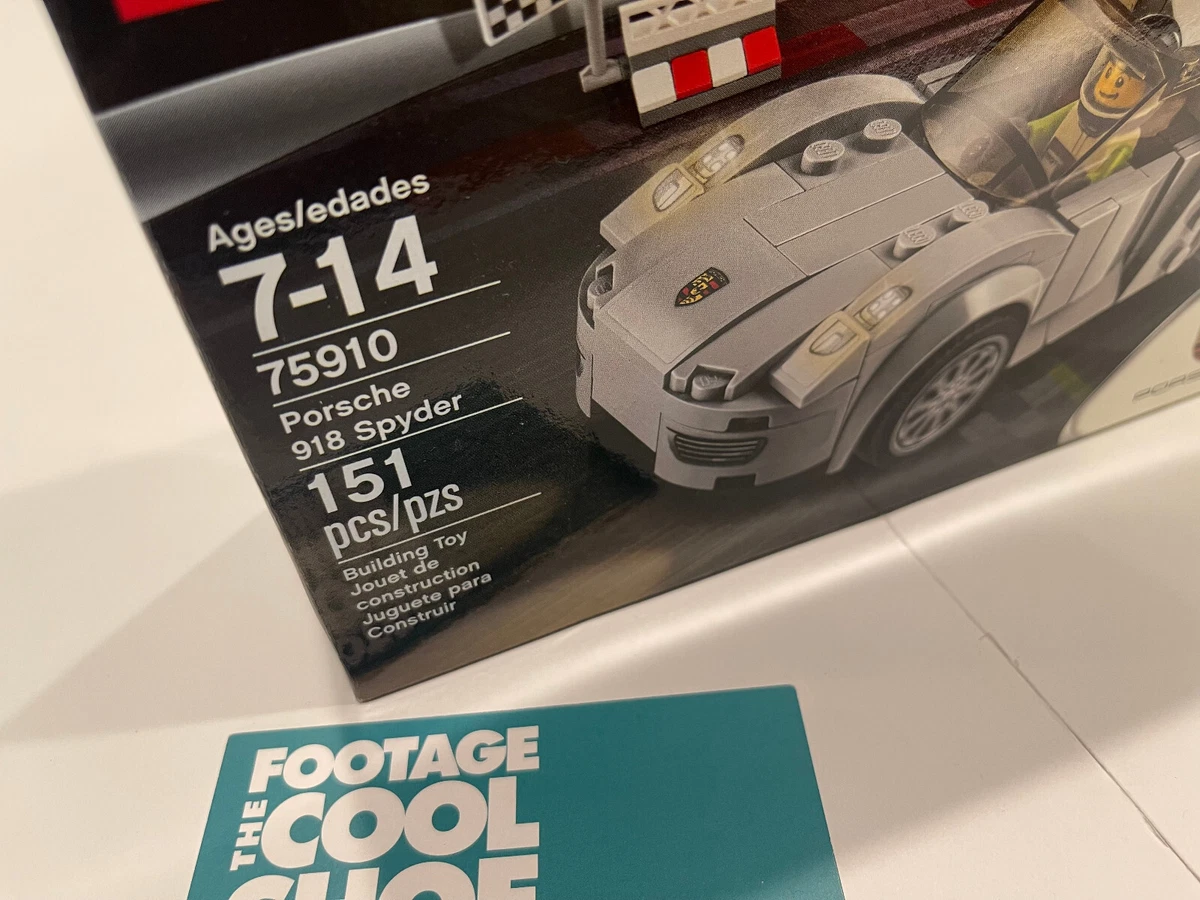 Ages/edades
7-14
75910
Porsche
918 Spyder
151
pcs/pzs
Building Toy
Jouet de
construction
Juguete para
Construir
FOOTAGE
THE COOL
SHOE